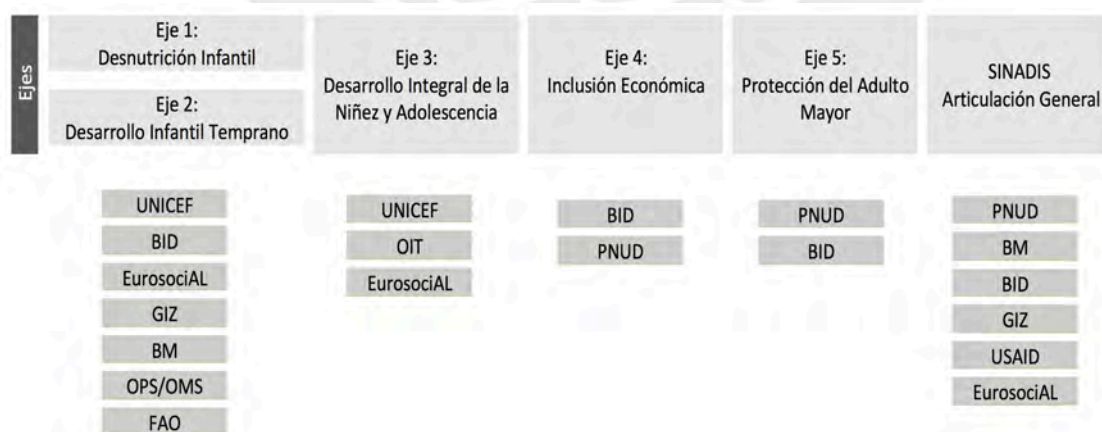 Ejes
Eje 1:
Desnutrición Infantil
Eje 2:
Desarrollo Infantil Temprano
Eje 3:
Desarrollo Integral de la
Niñez y Adolescencia
Eje 4:
Inclusión Económica
Eje 5:
Protección del Adulto
Mayor
SINADIS
Articulación General
UNICEF
BID
EurosociAL
GIZ
BM
OPS/OMS
FAO
UNICEF
OIT
EurosociAL
BID
PNUD
PNUD
BID
PNUD
BM
BID
GIZ
USAID
EurosociAL